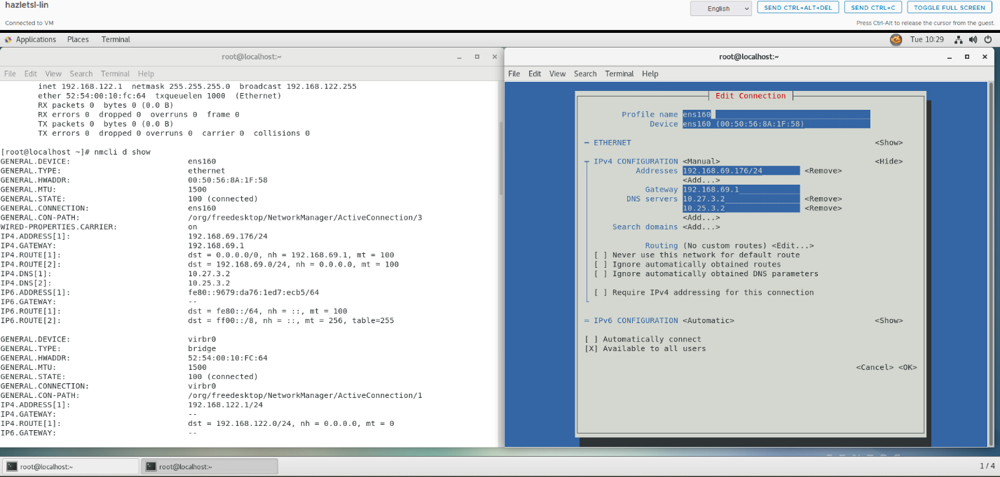 hazletsl-lin
English
SEND CTRL+ALT+DEL
SEND CTRL+C
TOGGLE FULL SCREEN
Connected to VM
Press Ctrl-Alt to release the cursor from the guest.
Applications Places Terminal
Tue 10:29
root@localhost:~
File Edit View Search Terminal Help
inet 192.168.122.1 netmask 255.255.255.0 broadcast 192.168.122.255
ether 52:54:00:10:fc:64 txqueuelen 1000 (Ethernet)
RX packets 0 bytes 0 (0.0 B)
RX errors 0 dropped 0 overruns 0 frame 0
TX packets 0 bytes 0 (0.0 B)
TX errors 0 dropped 0 overruns 0 carrier 0 collisions 0
[root@localhost ~]# nmcli d show
GENERAL.DEVICE: ens160
GENERAL.TYPE: ethernet
GENERAL.HWADDR: 00:50:56:8A:1F:58
GENERAL.MTU: 1500
GENERAL.STATE: 100 (connected)
GENERAL.CONNECTION: ens160
GENERAL.CON-PATH: /org/freedesktop/NetworkManager/ActiveConnection/3
WIRED-PROPERTIES.CARRIER: on
IP4.ADDRESS[1]: 192.168.69.176/24
IP4.GATEWAY: 192.168.69.1
IP4.ROUTE[1]: dst = 0.0.0.0/0, nh = 192.168.69.1, mt = 100
IP4.ROUTE[2]: dst = 192.168.69.0/24, nh = 0.0.0.0, mt = 100
IP4.DNS[1]: 10.27.3.2
IP4.DNS[2]: 10.25.3.2
IP6.ADDRESS[1]: fe80::9679:da76:1ed7:ecb5/64
IP6.GATEWAY: --
IP6.ROUTE[1]: dst = fe80::/64, nh = ::, mt = 100
IP6.ROUTE[2]: dst = ff00::/8, nh = ::, mt = 256, table=255
GENERAL.DEVICE: virbr0
GENERAL.TYPE: bridge
GENERAL.HWADDR: 52:54:00:10:FC:64
GENERAL.MTU: 1500
GENERAL.STATE: 100 (connected)
GENERAL.CONNECTION: virbr0
GENERAL.CON-PATH: /org/freedesktop/NetworkManager/ActiveConnection/1
IP4.ADDRESS[1]: 192.168.122.1/24
IP4.GATEWAY: --
IP4.ROUTE[1]: dst = 192.168.122.0/24, nh = 0.0.0.0, mt = 0
IP6.GATEWAY: --
root@localhost:~
File Edit View Search Terminal Help
Edit Connection
Profile name ens160
Device ens160 (00:50:56:8A:1F:58)
ETHERNET <Show>
IPv4 CONFIGURATION <Manual> <Hide>
Addresses 192.168.69.176/24 <Remove>
<Add...>
Gateway 192.168.69.1
DNS servers 10.27.3.2 <Remove>
10.25.3.2 <Remove>
<Add...>
Search domains <Add...>
Routing (No custom routes) <Edit...>
[ ] Never use this network for default route
[ ] Ignore automatically obtained routes
[ ] Ignore automatically obtained DNS parameters
[ ] Require IPv4 addressing for this connection
IPv6 CONFIGURATION <Automatic> <Show>
[ ] Automatically connect
[X] Available to all users
<Cancel> <OK>
root@localhost:~
root@localhost:~
1 / 4